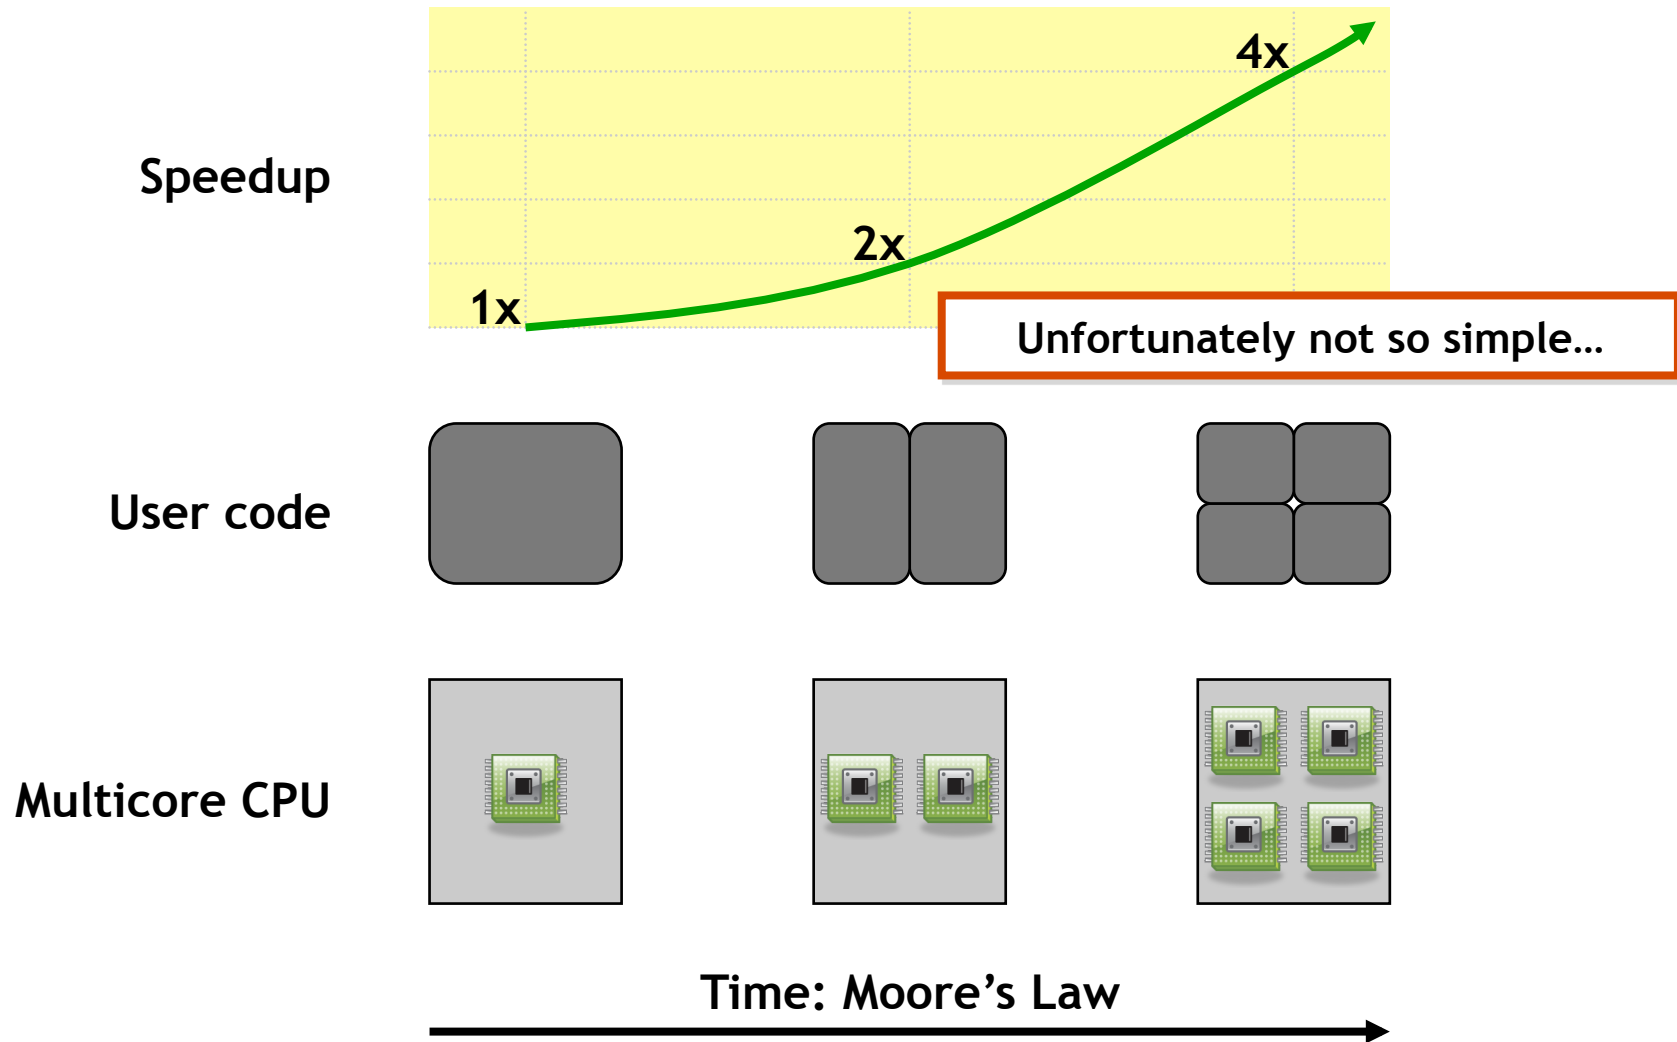 4x
Speedup
2x
1x
Unfortunately not so simple…
User code
Multicore CPU
Time: Moore’s Law